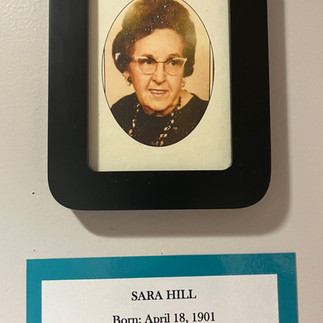 SARA HILL
Born: April 18, 1901